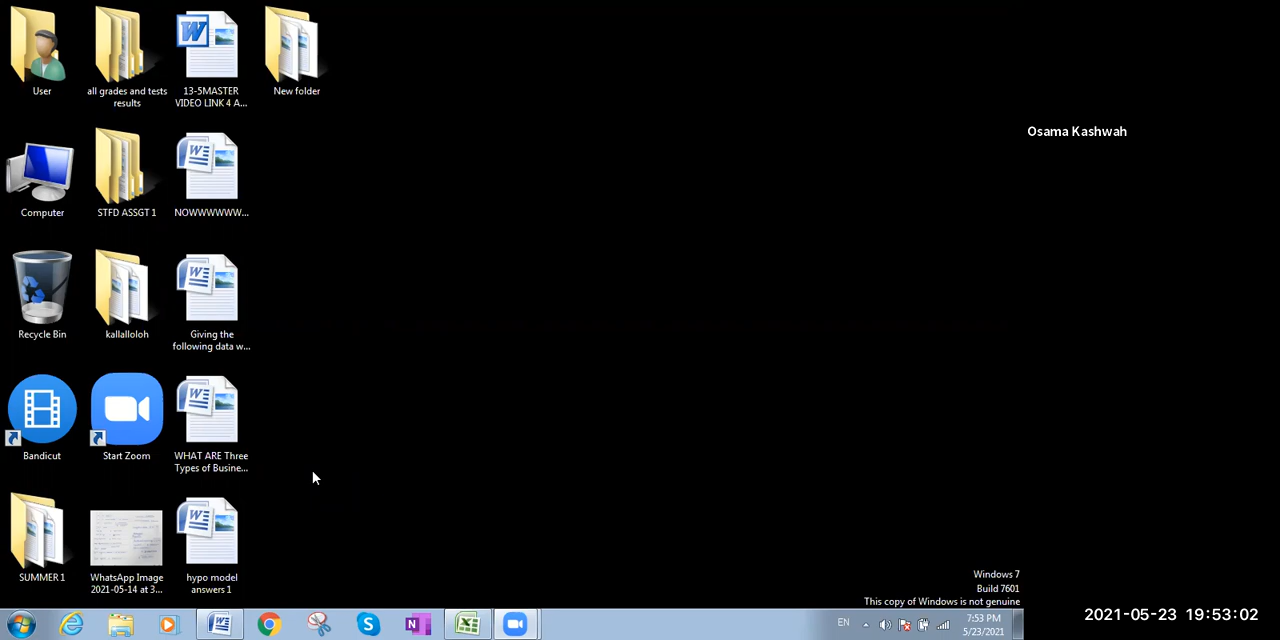 User
all grades and tests
results
13-5MASTER
VIDEO LINK 4 A...
New folder
Osama Kashwah
Computer
STFD ASSGT 1
NOWWWWWW...
Recycle Bin
kallalloloh
Giving the
following data w...
Bandicut
Start Zoom
WHAT ARE Three
Types of Busine...
SUMMER 1
WhatsApp Image
2021-05-14 at 3...
hypo model
answers 1
Windows 7
Build 7601
This copy of Windows is not genuine
EN
7:53 PM
5/23/2021
2021-05-23 19:53:02